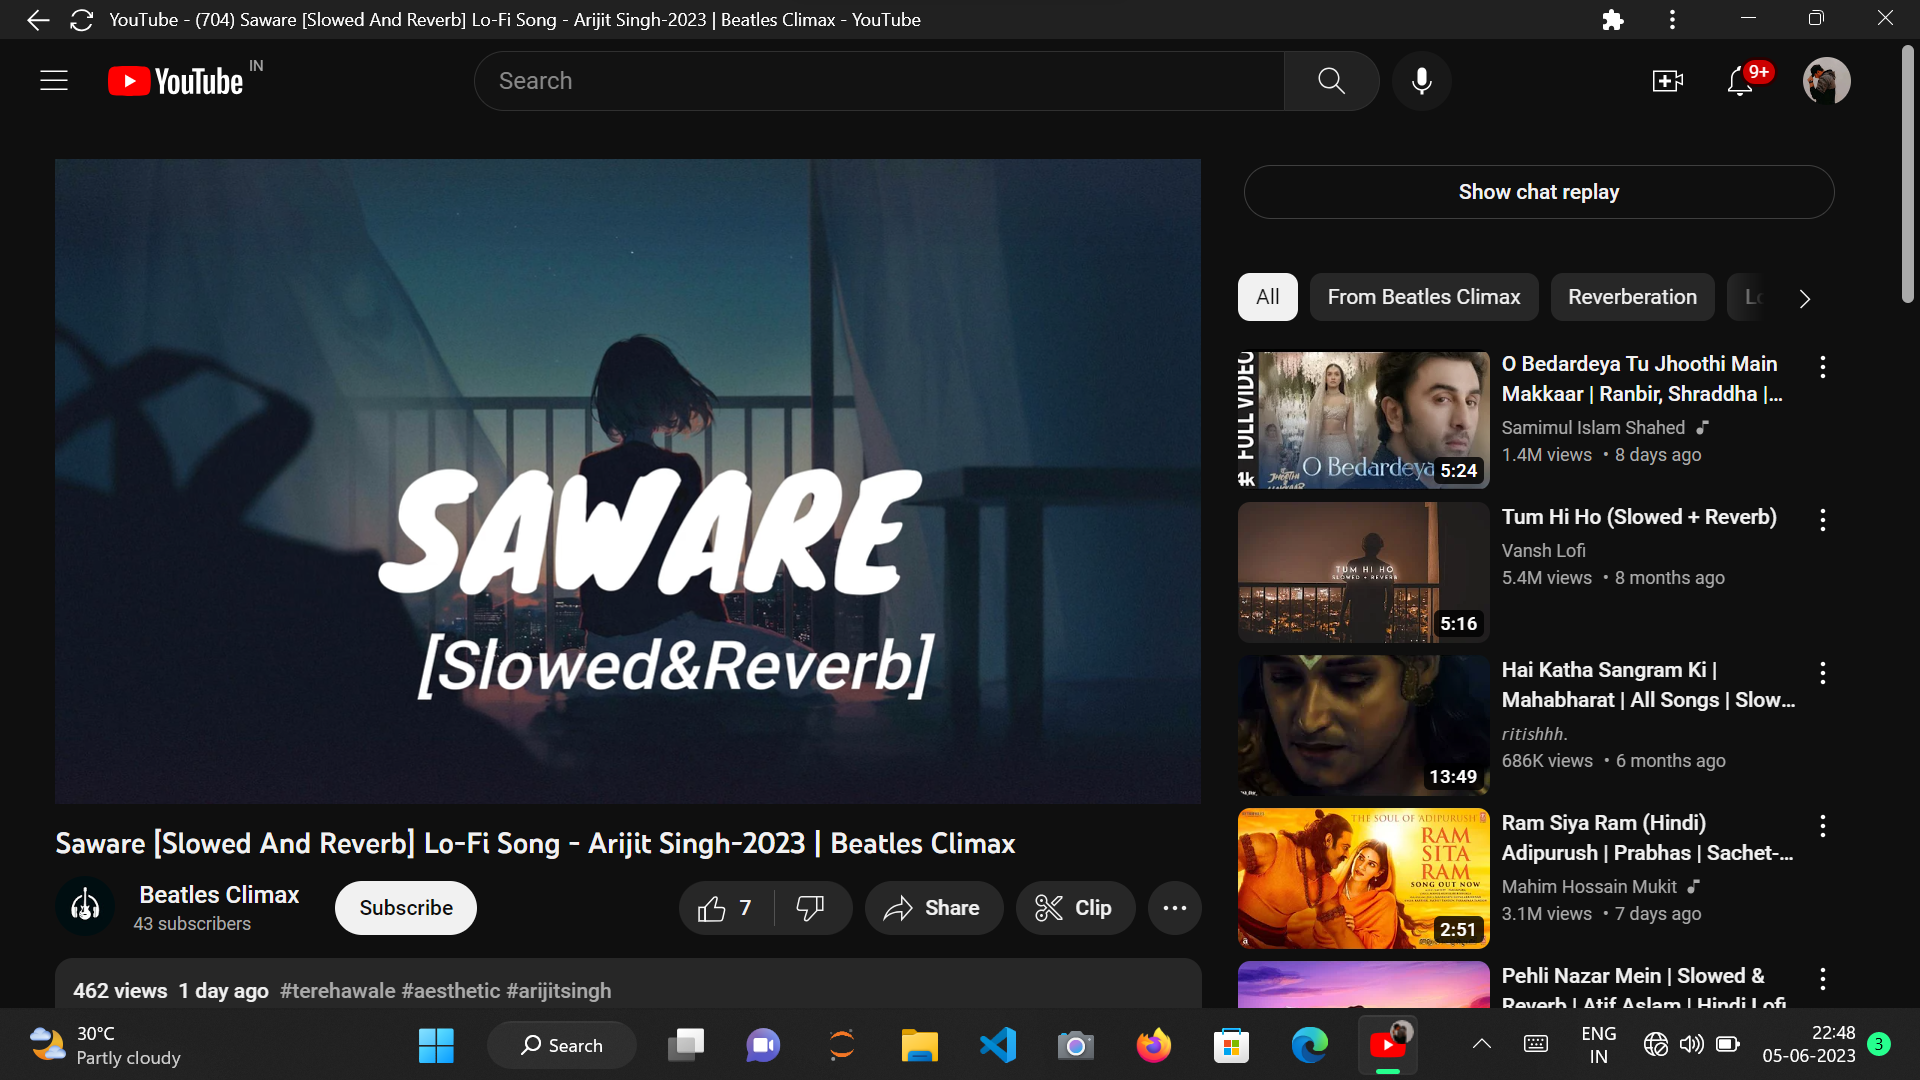 YouTube - (704) Saware [Slowed And Reverb] Lo-Fi Song - Arijit Singh-2023 | Beatles Climax - YouTube
YouTube IN
Search
9+
SAWARE
[Slowed&Reverb]
Saware [Slowed And Reverb] Lo-Fi Song - Arijit Singh-2023 | Beatles Climax
Beatles Climax
43 subscribers
Subscribe
7
Share
Clip
462 views 1 day ago #terehawale #aesthetic #arijitsingh
Show chat replay
All
From Beatles Climax
Reverberation
FULL VIDEO
4k
O Bedardeya
5:24
O Bedardeya Tu Jhoothi Main
Makkaar | Ranbir, Shraddha |...
Samimul Islam Shahed
1.4M views • 8 days ago
TUM HI HO
SLOWED + REVERB
5:16
Tum Hi Ho (Slowed + Reverb)
Vansh Lofi
5.4M views • 8 months ago
13:49
Hai Katha Sangram Ki |
Mahabharat | All Songs | Slow...
ritishhh.
686K views • 6 months ago
THE SOUL OF ADIPURUSH
RAM
SITA
RAM
SONG OUT NOW
2:51
Ram Siya Ram (Hindi)
Adipurush | Prabhas | Sachet-...
Mahim Hossain Mukit
3.1M views • 7 days ago
Pehli Nazar Mein | Slowed &
Reverb | Atif Aslam | Hindi Lofi
30°C
Partly cloudy
Search
ENG
IN
22:48
05-06-2023
3